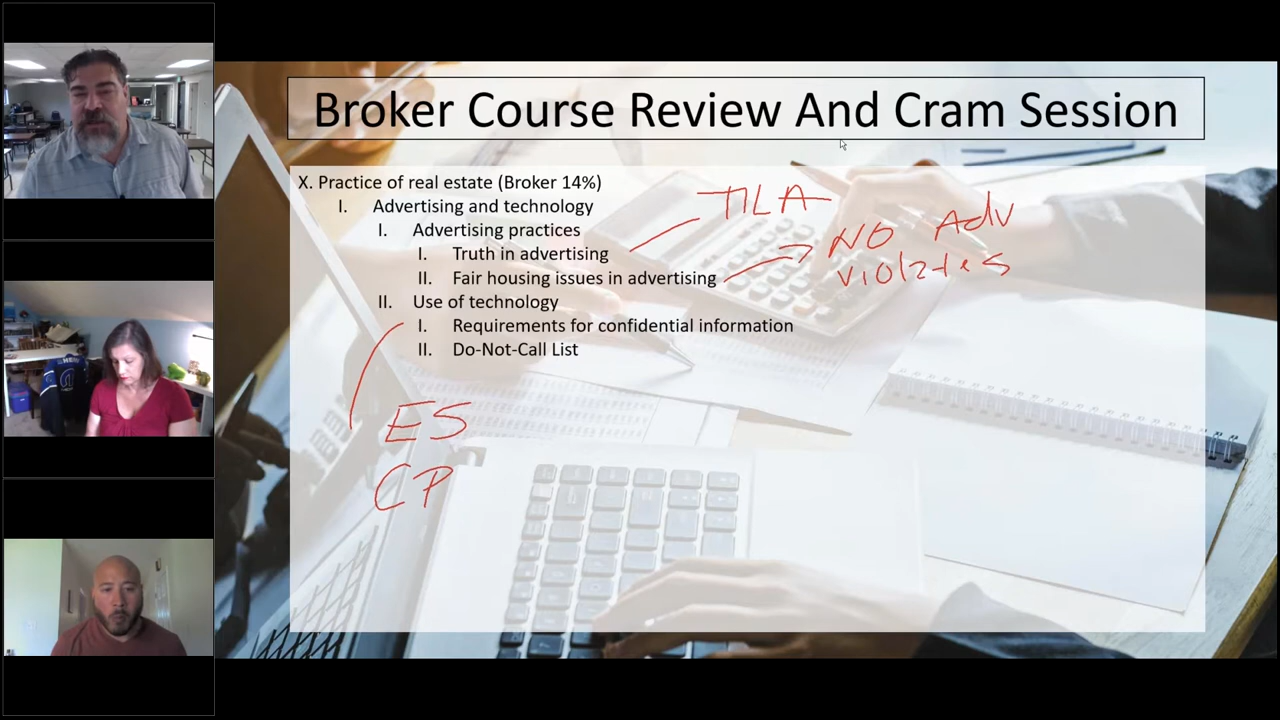 Broker Course Review And Cram Session
X. Practice of real estate (Broker 14%)
I. Advertising and technology
I. Advertising practices
I. Truth in advertising
TILA
II. Fair housing issues in advertising
NO Adv
violates
II. Use of technology
I. Requirements for confidential information
II. Do-Not-Call List
ES
CP